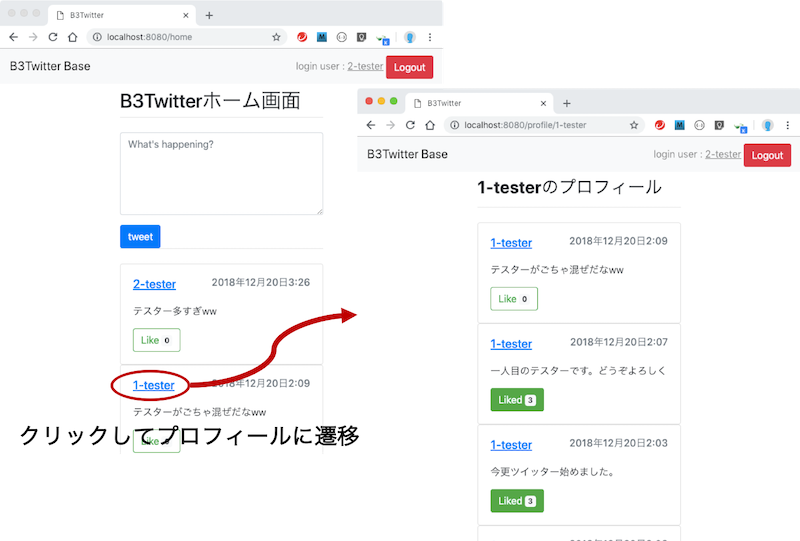 B3Twitter
localhost:8080/home
B3Twitter Base
login user : 2-tester
Logout
B3Twitterホーム画面
What's happening?
tweet
2-tester
2018年12月20日3:26
テスター多すぎww
Like 0
1-tester
2018年12月20日2:09
テスターがごちゃ混ぜだなww
Like 0
クリックしてプロフィールに遷移
B3Twitter
localhost:8080/profile/1-tester
B3Twitter Base
login user : 2-tester
Logout
1-testerのプロフィール
1-tester
2018年12月20日2:09
テスターがごちゃ混ぜだなww
Like 0
1-tester
2018年12月20日2:07
一人目のテスターです。どうぞよろしく
Liked 3
1-tester
2018年12月20日2:03
今更ツイッター始めました。
Liked 3